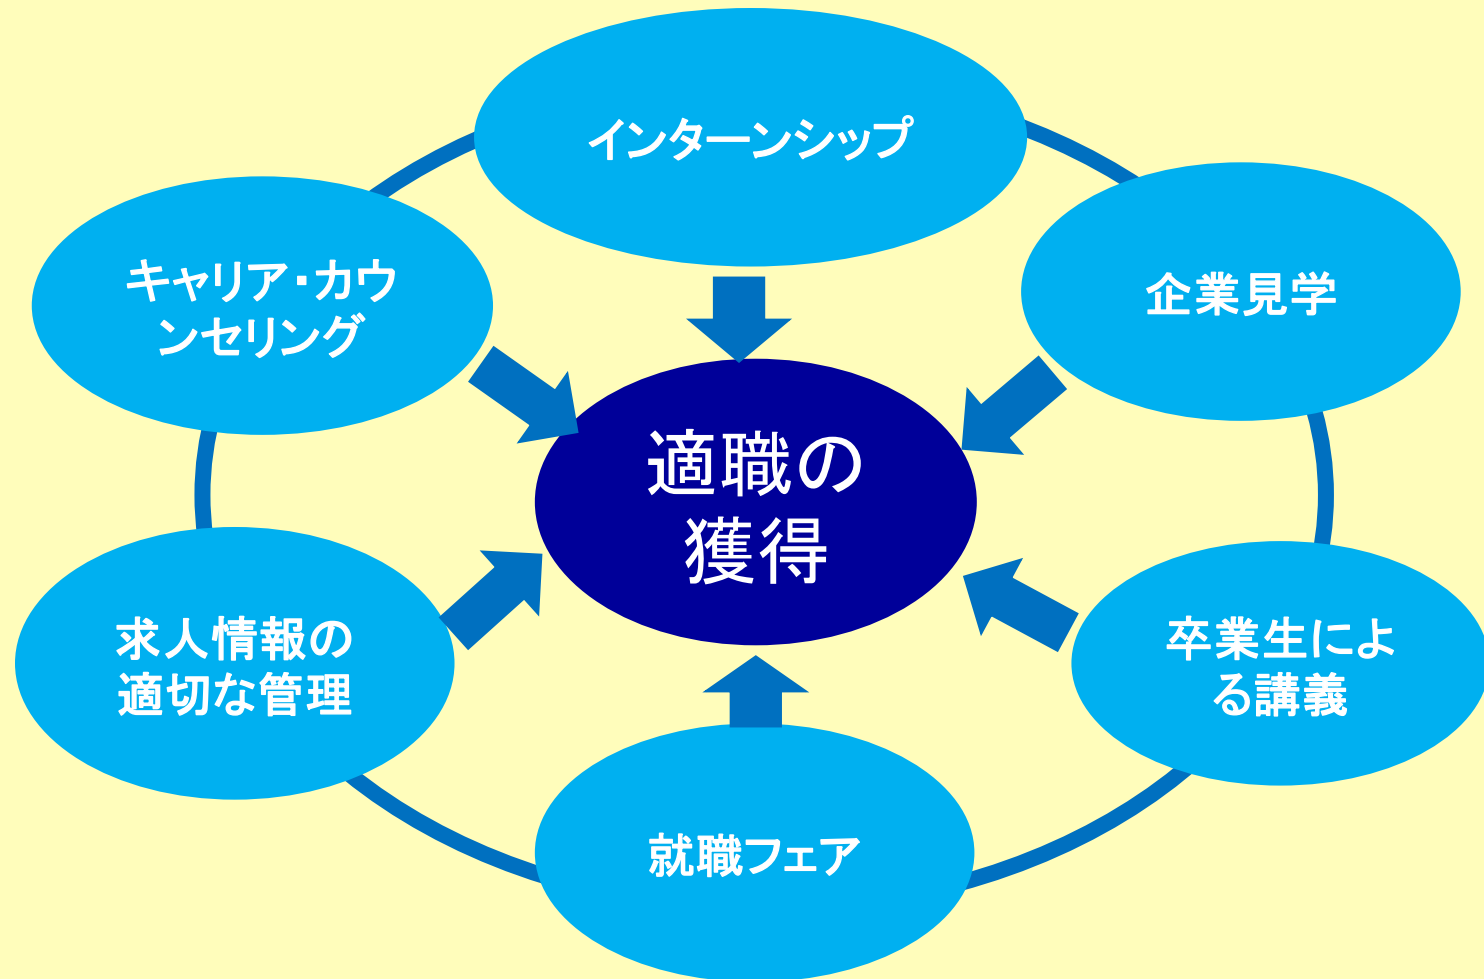 インターンシップ
企業見学
卒業生によ
る講義
就職フェア
求人情報の
適切な管理
キャリア・カウ
ンセリング
適職の
獲得